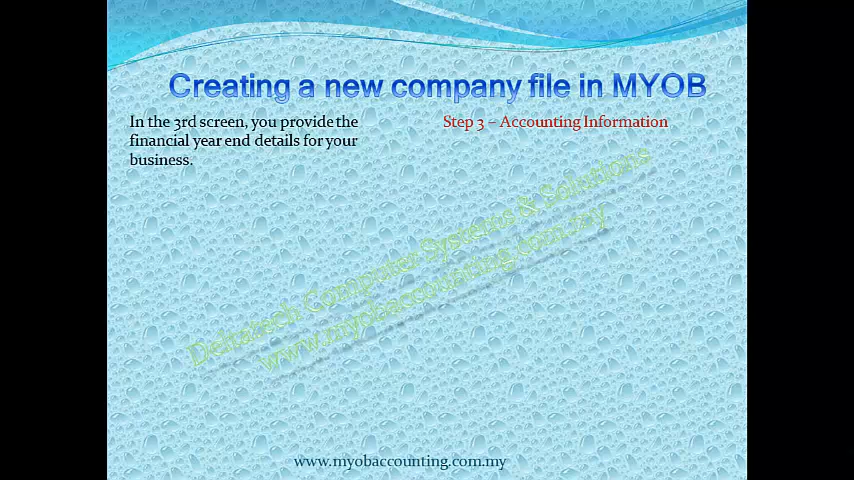 Creating a new company file in MYOB
In the 3rd screen, you provide the
financial year end details for your
business.
Step 3 – Accounting Information
Deltatech Computer Systems & Solutions
www.myobaccounting.com.my
www.myobaccounting.com.my